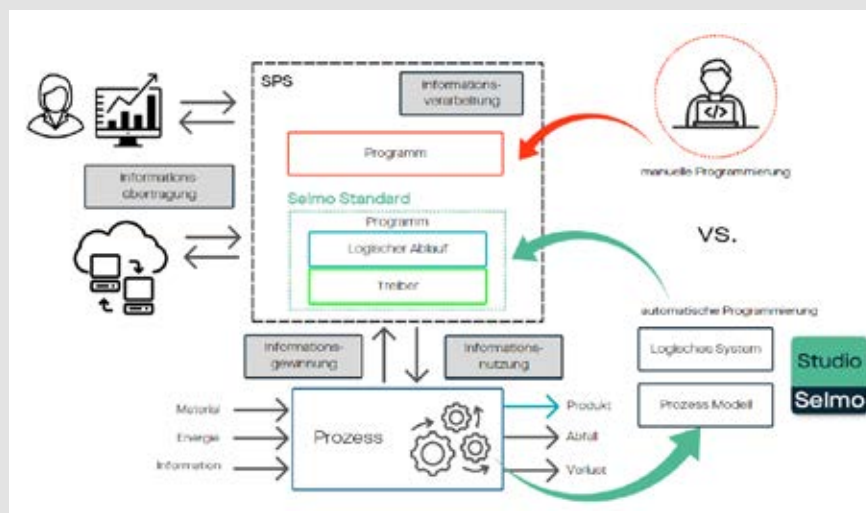 SPS
Informations-
verarbeitung
</>
Programm
manuelle Programmierung
Informations-
übertragung
Selmo Standard
Programm
Logischer Ablauf
Treiber
vs.
automatische Programmierung
Logisches System
Prozess Modell
Studio
Selmo
Informations-
gewinnung
Informations-
nutzung
Material
Energie
Information
Prozess
Produkt
Abfall
Verlust